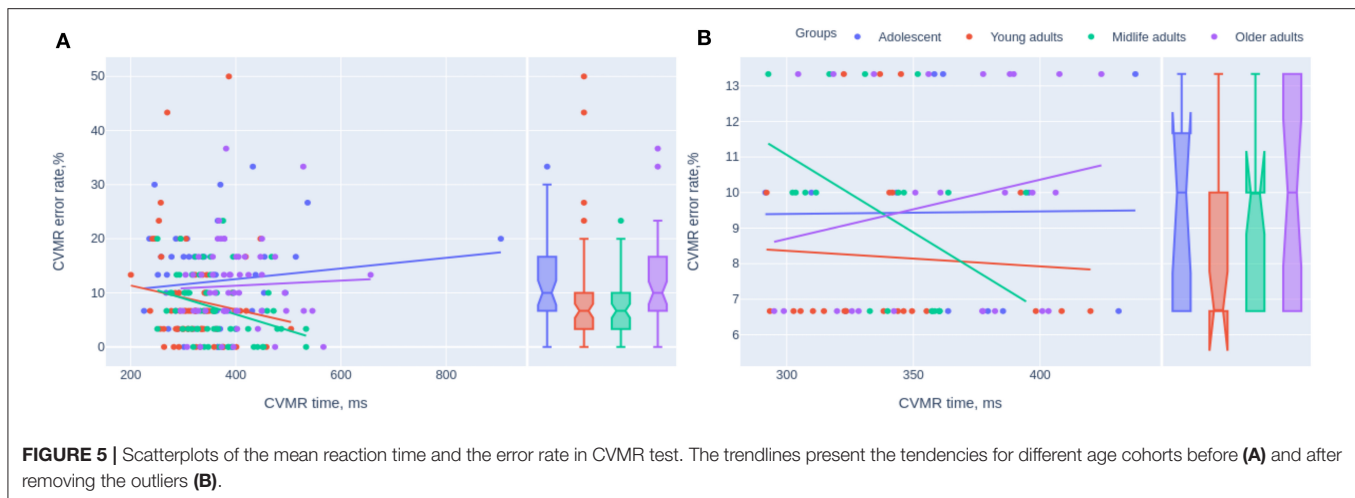 A
B
Groups Adolescent Young adults Midlife adults Older adults
50
40
30
20
10
0
CVMR error rate,%
200 400 600 800
CVMR time, ms
13
12
11
10
9
8
7
6
CVMR error rate,%
300 350 400
CVMR time, ms
FIGURE 5 | Scatterplots of the mean reaction time and the error rate in CVMR test. The trendlines present the tendencies for different age cohorts before (A) and after
removing the outliers (B).